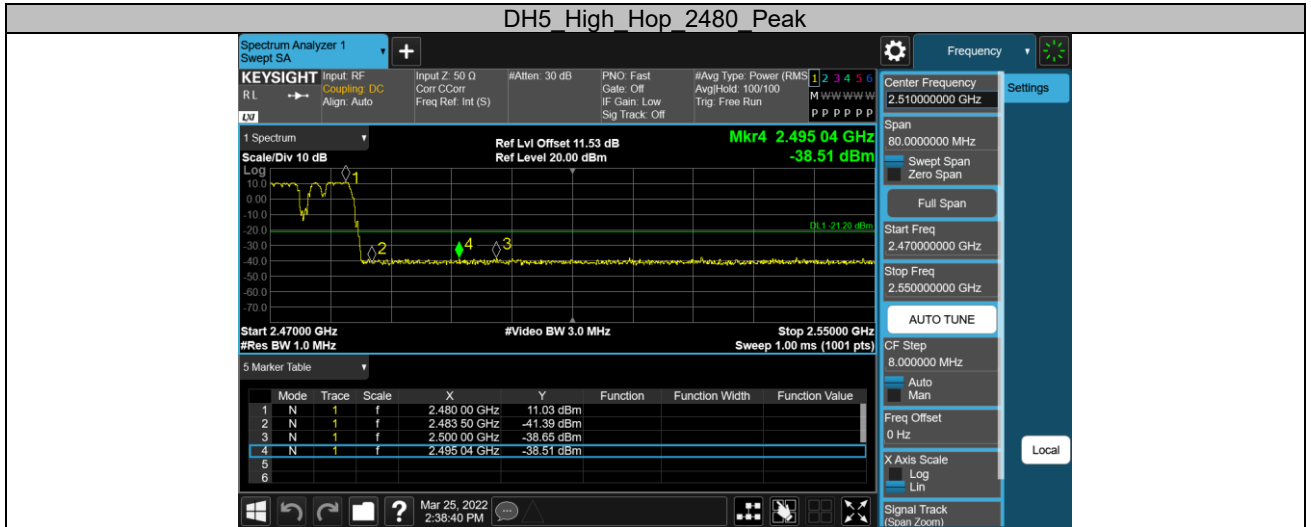 DH5_High_Hop_2480_Peak
Spectrum Analyzer 1
Swept SA
+
Frequency
KEYSIGHT
RL
LXI
Input: RF
Coupling: DC
Align: Auto
Input Z: 50 Ω
Corr CCorr
Freq Ref: Int (S)
#Atten: 30 dB
PNO: Fast
Gate: Off
IF Gain: Low
Sig Track: Off
#Avg Type: Power (RMS
Avg|Hold: 100/100
Trig: Free Run
1 2 3 4 5 6
M W W W W W
P P P P P P
1 Spectrum
Scale/Div 10 dB
Log
Ref Lvl Offset 11.53 dB
Ref Level 20.00 dBm
Mkr4 2.495 04 GHz
-38.51 dBm
10.0
0.00
-10.0
-20.0
-30.0
-40.0
-50.0
-60.0
-70.0
1
2
4
3
DL1 -21.20 dBm
Start 2.47000 GHz
#Res BW 1.0 MHz
#Video BW 3.0 MHz
Stop 2.55000 GHz
Sweep 1.00 ms (1001 pts)
5 Marker Table
Mode Trace Scale X Y Function Function Width Function Value
1 N 1 f 2.480 00 GHz 11.03 dBm
2 N 1 f 2.483 50 GHz -41.39 dBm
3 N 1 f 2.500 00 GHz -38.65 dBm
4 N 1 f 2.495 04 GHz -38.51 dBm
5
6
?
Mar 25, 2022
2:38:40 PM
Center Frequency
2.510000000 GHz
Settings
Span
80.0000000 MHz
Swept Span
Zero Span
Full Span
Start Freq
2.470000000 GHz
Stop Freq
2.550000000 GHz
AUTO TUNE
CF Step
8.000000 MHz
Auto
Man
Freq Offset
0 Hz
Local
X Axis Scale
Log
Lin
Signal Track
(Span Zoom)